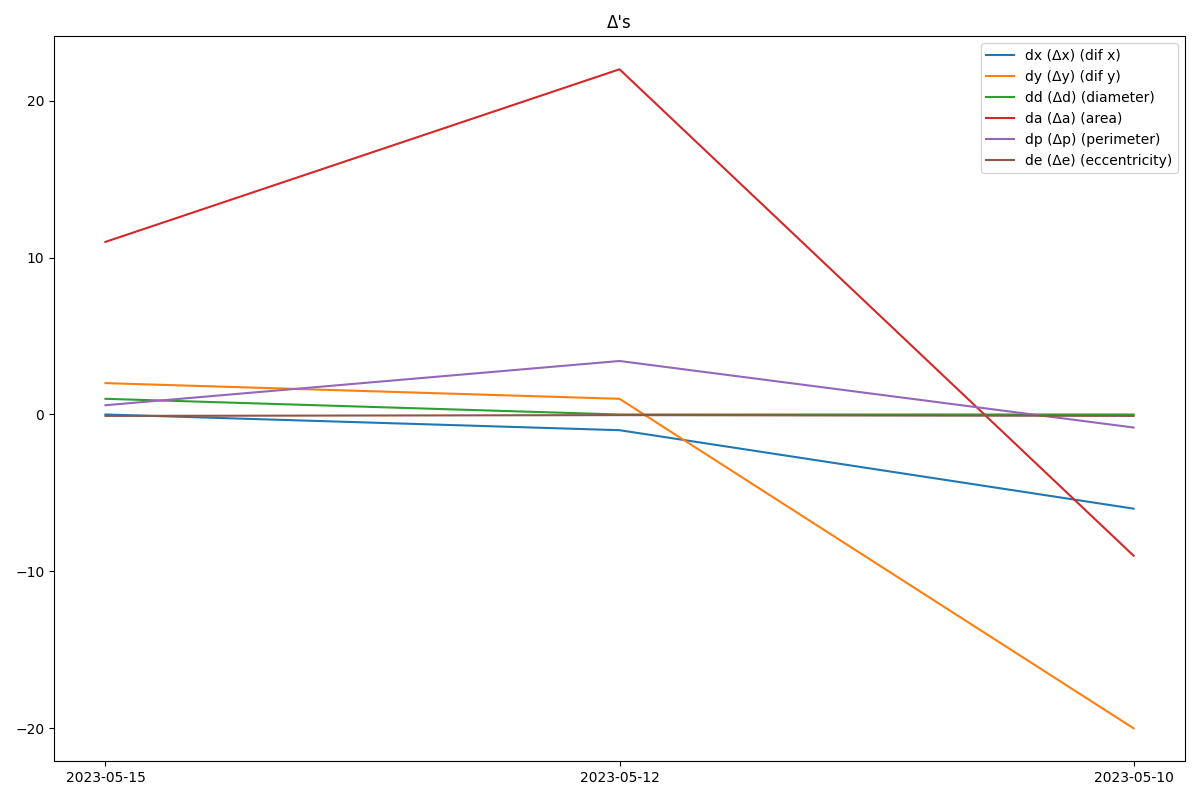 Δ's
dx (Δx) (dif x)
dy (Δy) (dif y)
dd (Δd) (diameter)
da (Δa) (area)
dp (Δp) (perimeter)
de (Δe) (eccentricity)
20
10
0
−10
−20
2023-05-15
2023-05-12
2023-05-10